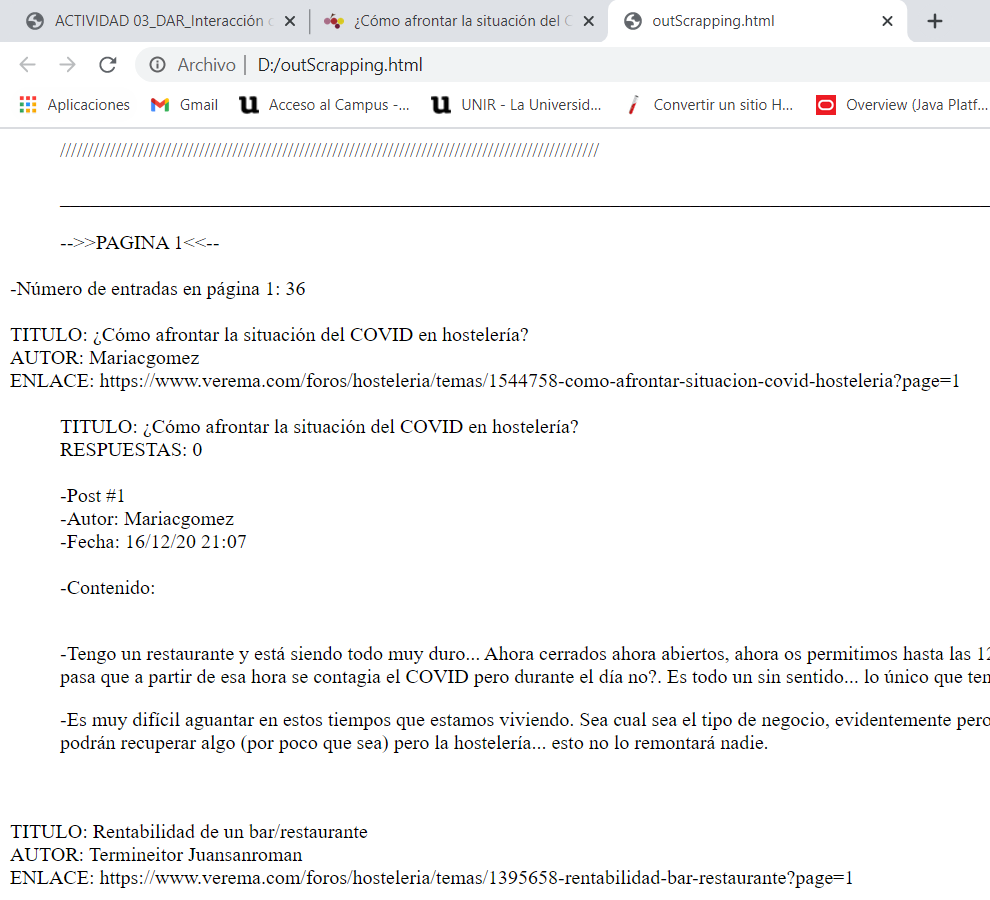 ACTIVIDAD 03_DAR_Interacción
¿Cómo afrontar la situación del
outScrapping.html
Archivo | D:/outScrapping.html
Aplicaciones Gmail Acceso al Campus -... UNIR - La Universid... Convertir un sitio H... Overview (Java Platf...
//////////////////////////////////////////////////////////////////////////////////////////////////
-->>PAGINA 1<<--
-Número de entradas en página 1: 36
TITULO: ¿Cómo afrontar la situación del COVID en hostelería?
AUTOR: Mariacgomez
ENLACE: https://www.verema.com/foros/hosteleria/temas/1544758-como-afrontar-situacion-covid-hosteleria?page=1
TITULO: ¿Cómo afrontar la situación del COVID en hostelería?
RESPUESTAS: 0
-Post #1
-Autor: Mariacgomez
-Fecha: 16/12/20 21:07
-Contenido:
-Tengo un restaurante y está siendo todo muy duro... Ahora cerrados ahora abiertos, ahora os permitimos hasta las 12
pasa que a partir de esa hora se contagia el COVID pero durante el día no?. Es todo un sin sentido... lo único que ten
-Es muy difícil aguantar en estos tiempos que estamos viviendo. Sea cual sea el tipo de negocio, evidentemente pero
podrán recuperar algo (por poco que sea) pero la hostelería... esto no lo remontará nadie.
TITULO: Rentabilidad de un bar/restaurante
AUTOR: Termineitor Juansanroman
ENLACE: https://www.verema.com/foros/hosteleria/temas/1395658-rentabilidad-bar-restaurante?page=1